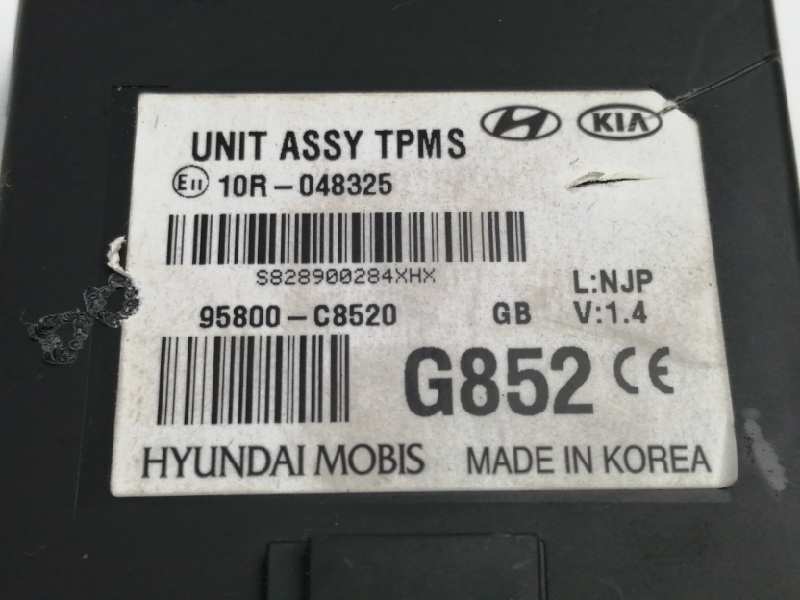 UNIT ASSY TPMS KIA
E11 10R-048325
S828900284XHX
L:NJP
95800-C8520 GB V:1.4
G852 CE
HYUNDAI MOBIS MADE IN KOREA